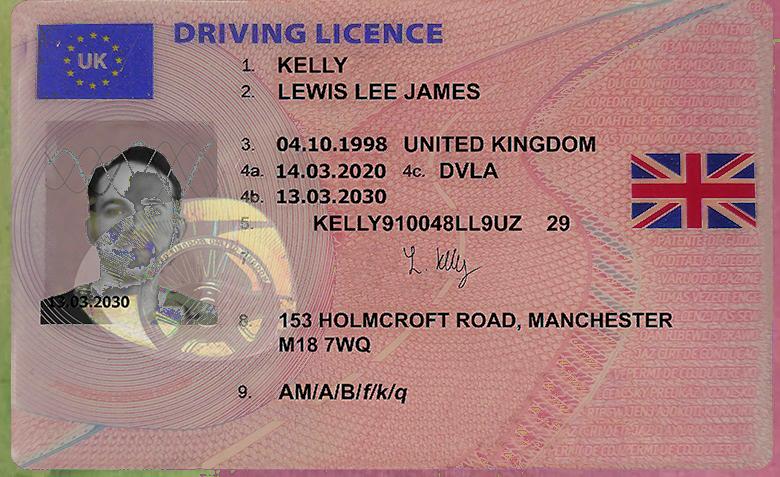 DRIVING LICENCE
UK
1. KELLY
2. LEWIS LEE JAMES
3. 04.10.1998 UNITED KINGDOM
4a. 14.03.2020 4c. DVLA
4b. 13.03.2030
5. KELLY910048LL9UZ 29
L. Kelly
13.03.2030
8. 153 HOLMCROFT ROAD, MANCHESTER
M18 7WQ
9. AM/A/B/f/k/q